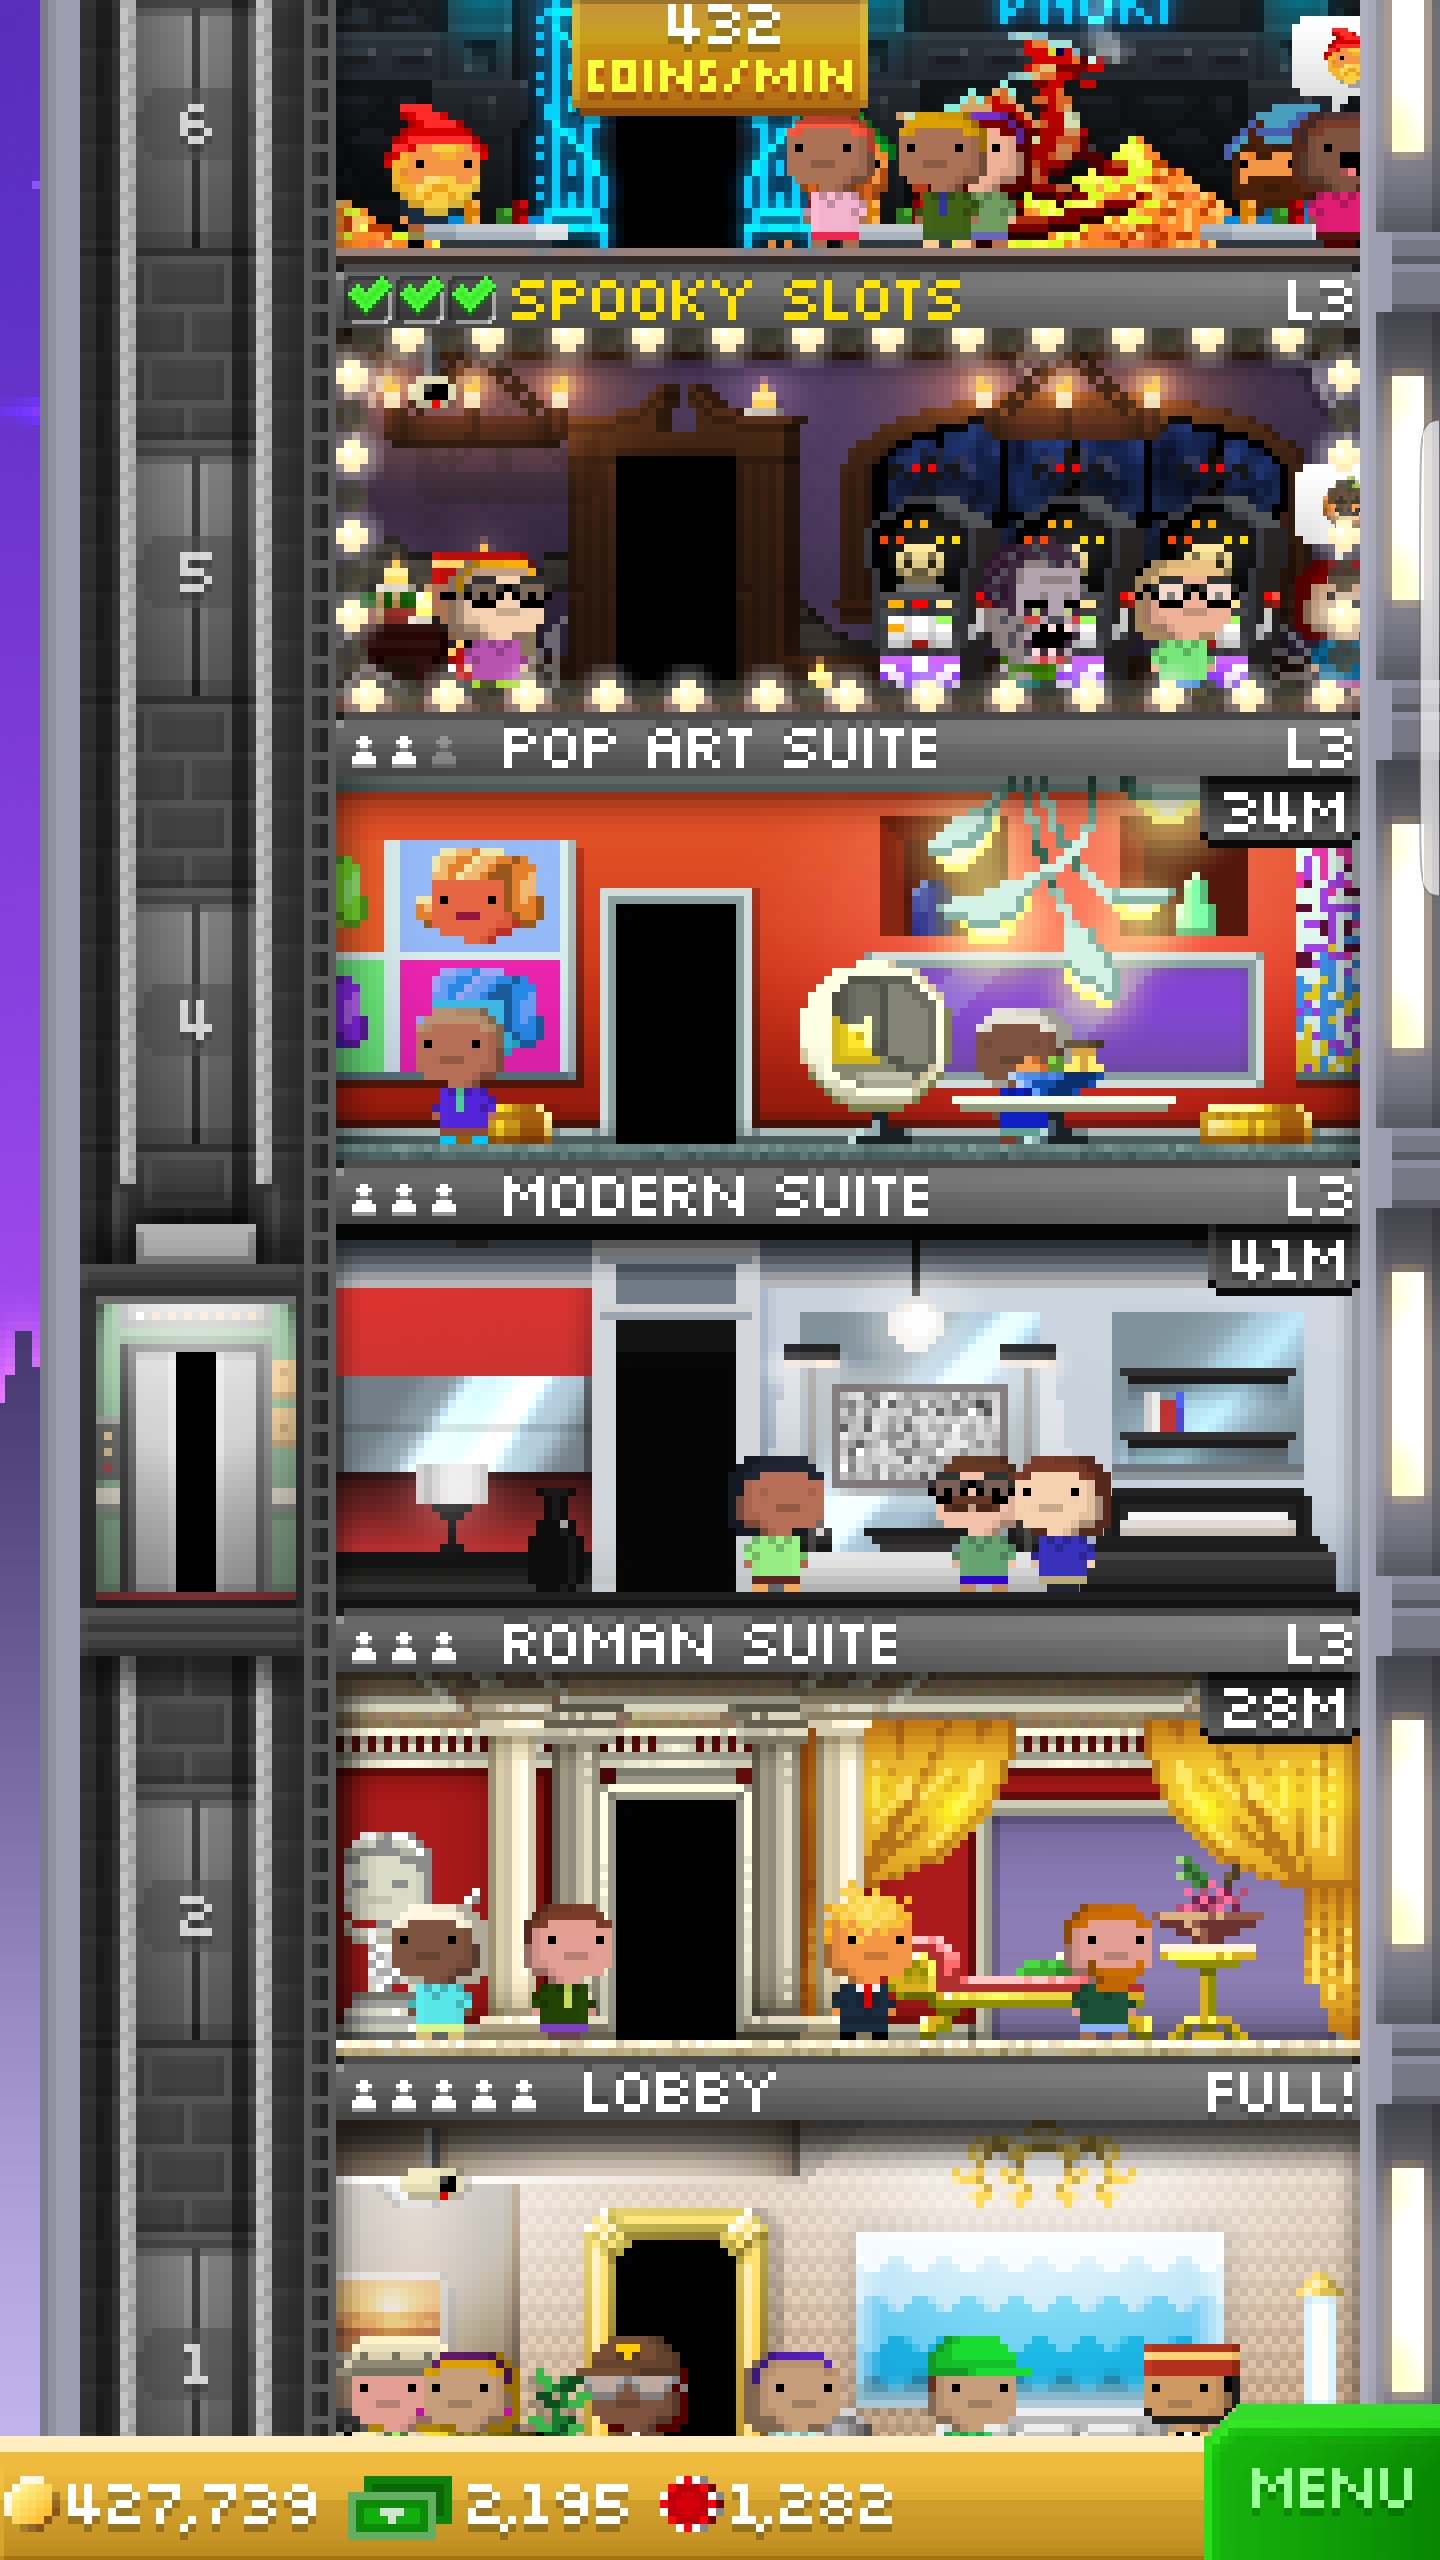 432
COINS/MIN
6
SPOOKY SLOTS L3
5
POP ART SUITE L3
34M
4
MODERN SUITE L3
41M
ROMAN SUITE L3
28M
2
LOBBY FULL!
1
427,739 2,195 1,282
MENU